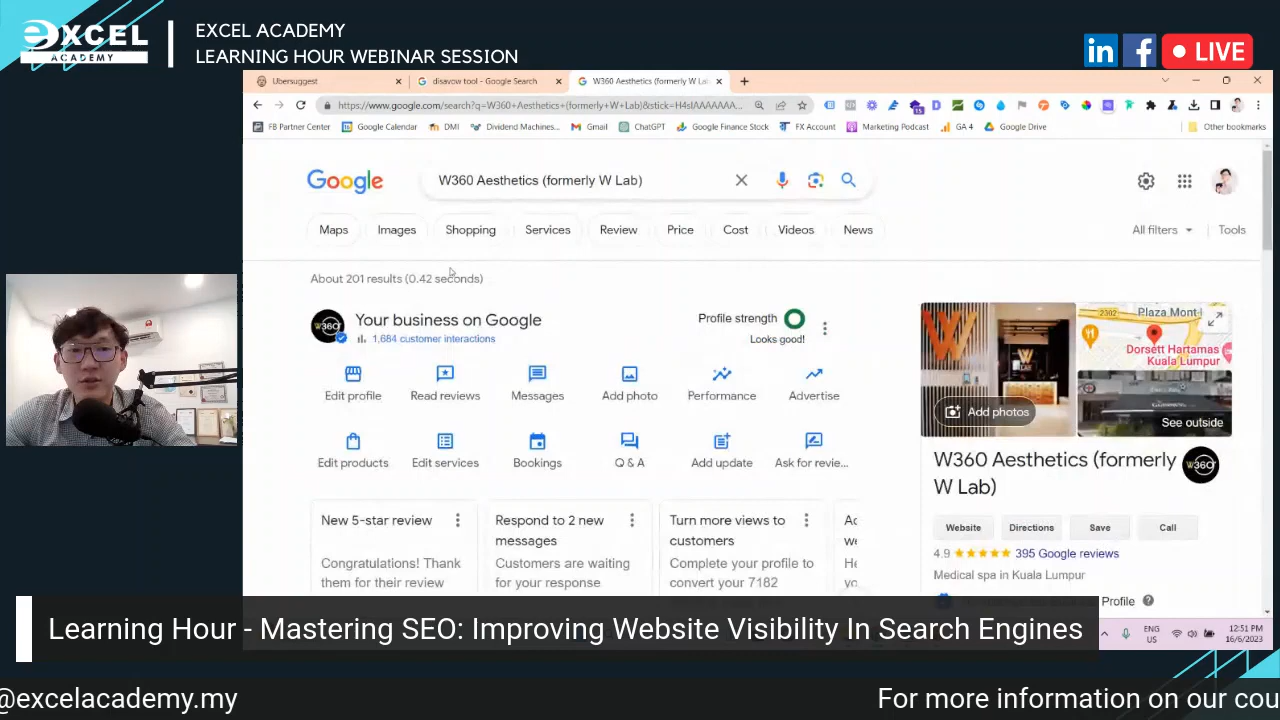 EXCEL
ACADEMY
EXCEL ACADEMY
LEARNING HOUR WEBINAR SESSION
in
f
LIVE
Ubersuggest
disavow tool - Google Search
W360 Aesthetics (formerly W La
https://www.google.com/search?q=W360+Aesthetics+(formerly+W+Lab)&stick=H4sIAAAAAA...
FB Partner Center
Google Calendar
DMI
Dividend Machines...
Gmail
ChatGPT
Google Finance Stock
FX Account
Marketing Podcast
GA 4
Google Drive
Other bookmarks
Google
W360 Aesthetics (formerly W Lab)
Maps
Images
Shopping
Services
Review
Price
Cost
Videos
News
All filters
Tools
About 201 results (0.42 seconds)
W360
Your business on Google
1,684 customer interactions
Profile strength
Looks good!
Edit profile
Read reviews
Messages
Add photo
Performance
Advertise
Edit products
Edit services
Bookings
Q & A
Add update
Ask for revie...
New 5-star review
Congratulations! Thank
them for their review
Respond to 2 new
messages
Customers are waiting
for your response
Turn more views to
customers
Complete your profile to
convert your 7182
Add photos
2302
Plaza Mont-
Dorsett Hartamas
Kuala Lumpur
See outside
W360 Aesthetics (formerly
W Lab)
W360
Website
Directions
Save
Call
4.9
395 Google reviews
Medical spa in Kuala Lumpur
Profile
Learning Hour - Mastering SEO: Improving Website Visibility In Search Engines
ENG
US
12:51 PM
16/6/2023
@excelacademy.my
For more information on our cou